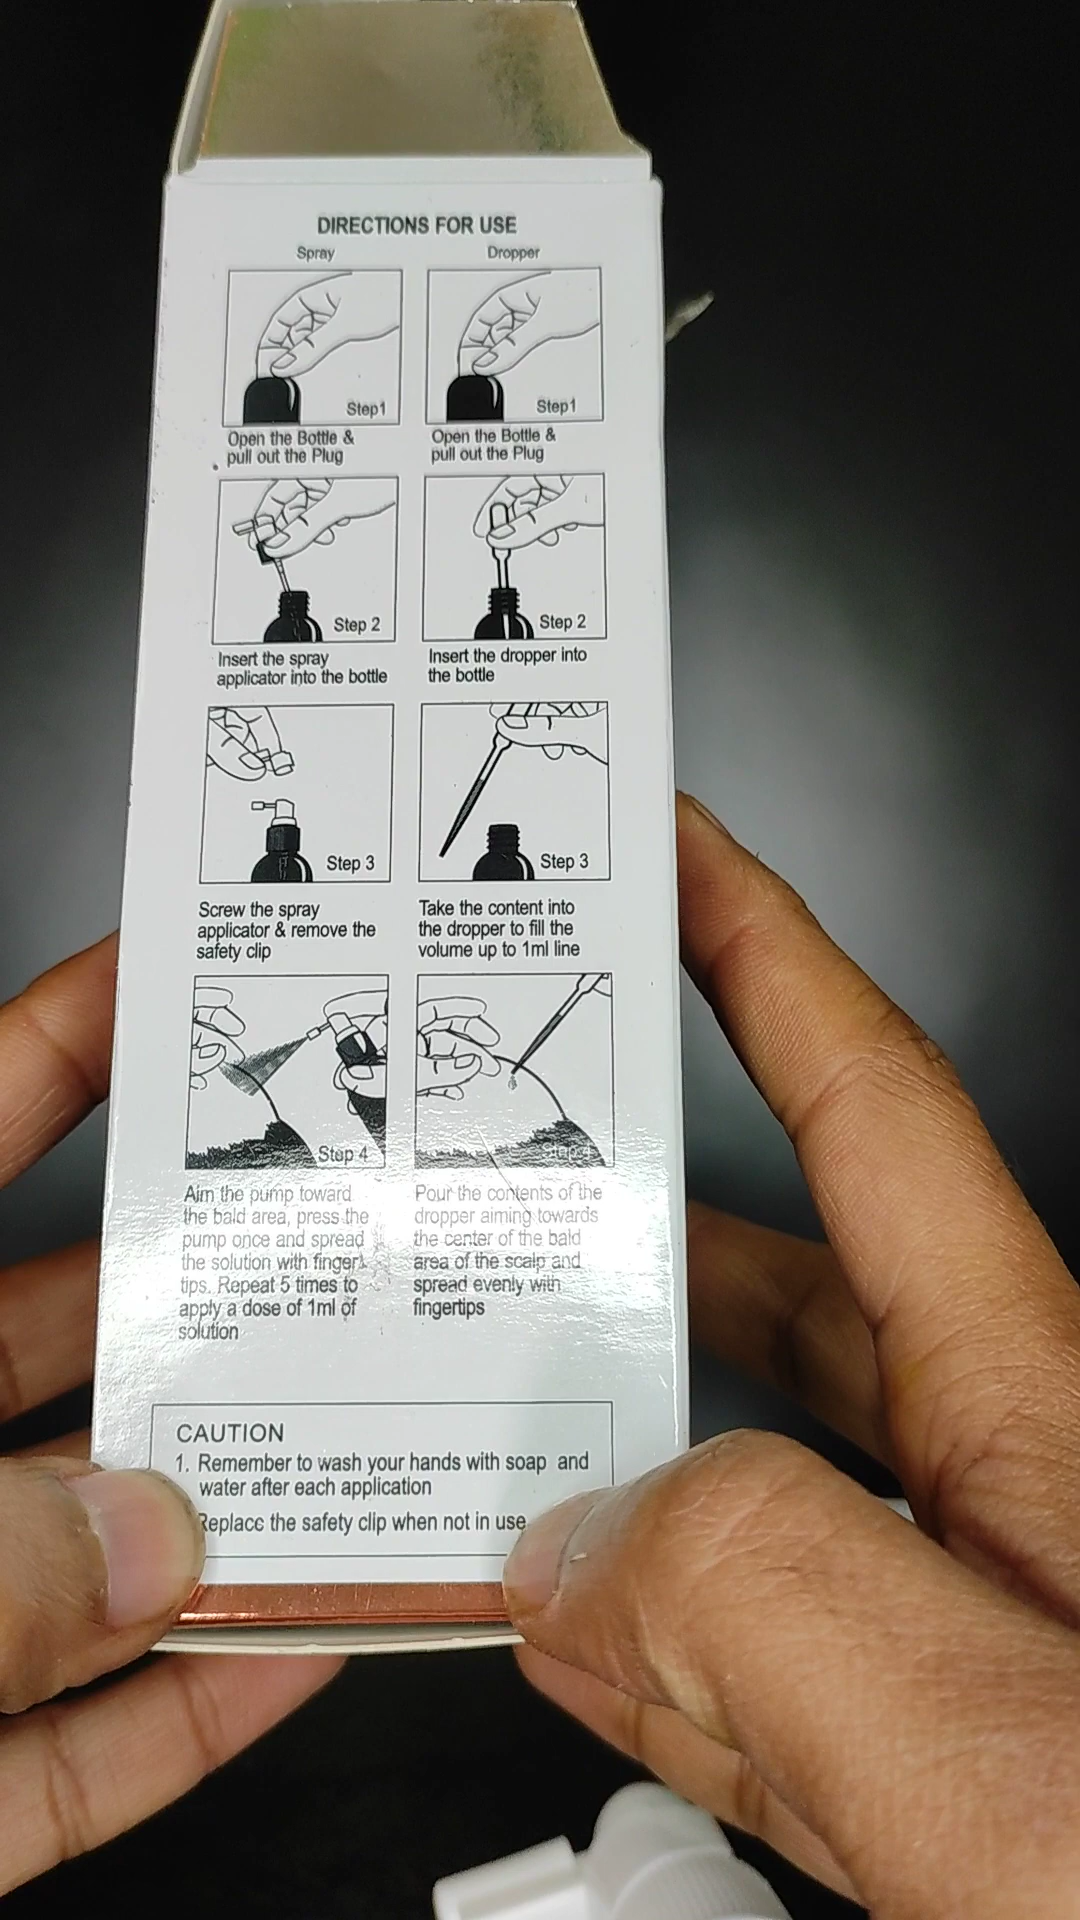 DIRECTIONS FOR USE
Spray
Step1
Open the Bottle &
pull out the Plug
Step 2
Insert the spray
applicator into the bottle
Step 3
Screw the spray
applicator & remove the
safety clip
Step 4
Aim the pump toward
the bald area, press the
pump once and spread
the solution with finger
tips. Repeat 5 times to
apply a dose of 1ml of
solution
Dropper
Step1
Open the Bottle &
pull out the Plug
Step 2
Insert the dropper into
the bottle
Step 3
Take the content into
the dropper to fill the
volume up to 1ml line
Step 4
Pour the contents of the
dropper aiming towards
the center of the bald
area of the scalp and
spread evenly with
fingertips
CAUTION
1. Remember to wash your hands with soap and
water after each application
Replace the safety clip when not in use